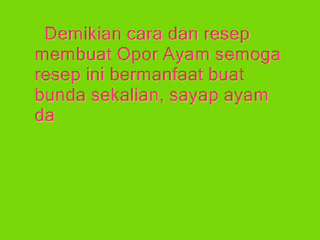 Demikian cara dan resep
membuat Opor Ayam semoga
resep ini bermanfaat buat
bunda sekalian, sayap ayam
da